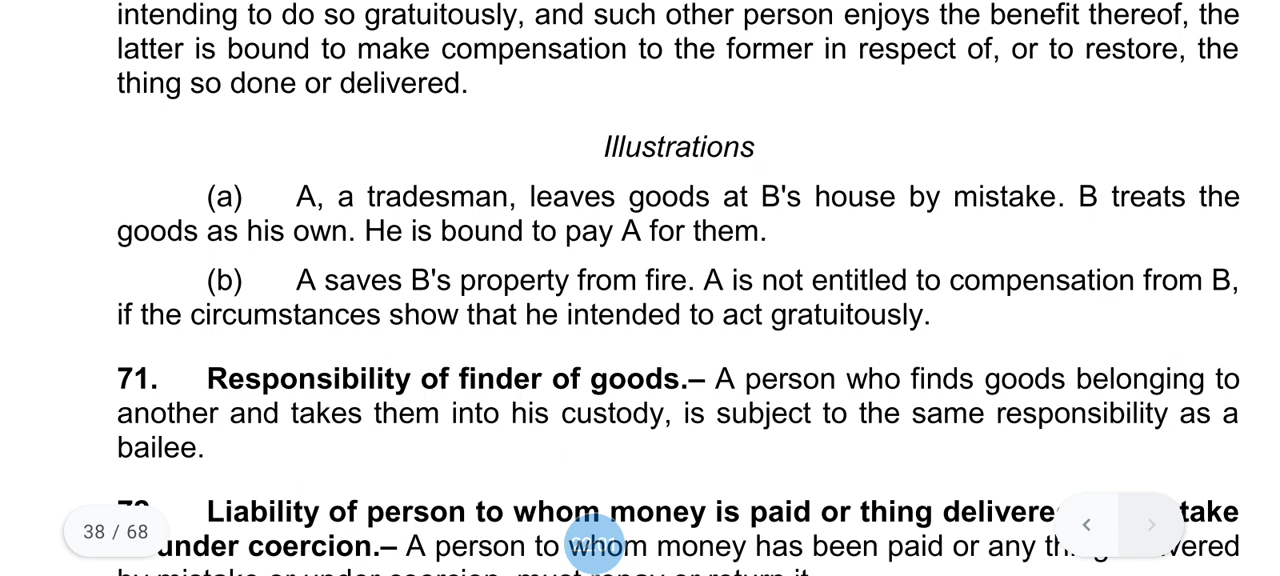 intending to do so gratuitously, and such other person enjoys the benefit thereof, the
latter is bound to make compensation to the former in respect of, or to restore, the
thing so done or delivered.
Illustrations
(a) A, a tradesman, leaves goods at B's house by mistake. B treats the
goods as his own. He is bound to pay A for them.
(b) A saves B's property from fire. A is not entitled to compensation from B,
if the circumstances show that he intended to act gratuitously.
71. Responsibility of finder of goods.– A person who finds goods belonging to
another and takes them into his custody, is subject to the same responsibility as a
bailee.
Liability of person to whom money is paid or thing
38 / 68
under coercion.– A person to whom money has been paid or any